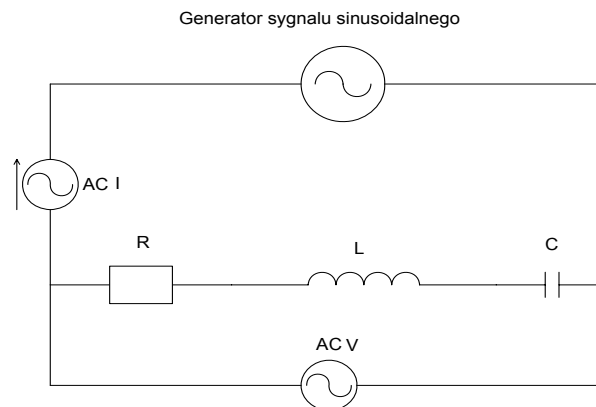 Generator sygnalu sinusoidalnego
AC I
R
L
C
AC V